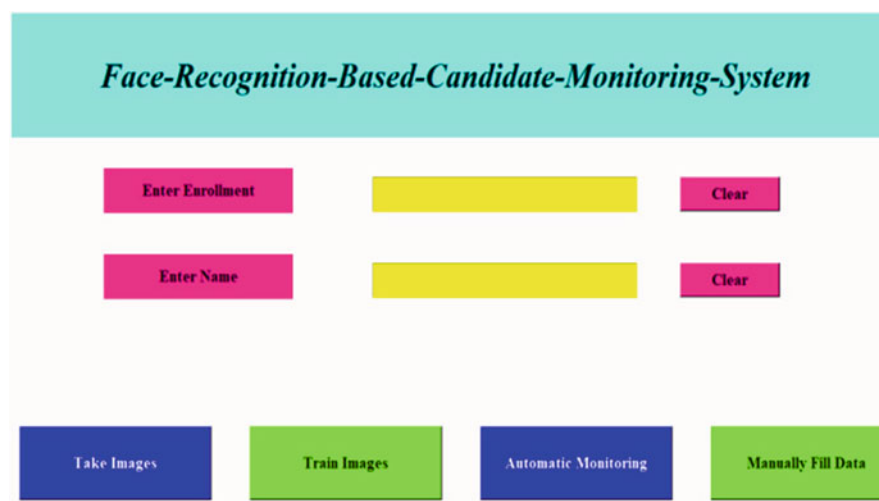 Face-Recognition-Based-Candidate-Monitoring-System
Enter Enrollment Clear
Enter Name Clear
Take Images Train Images Automatic Monitoring Manually Fill Data